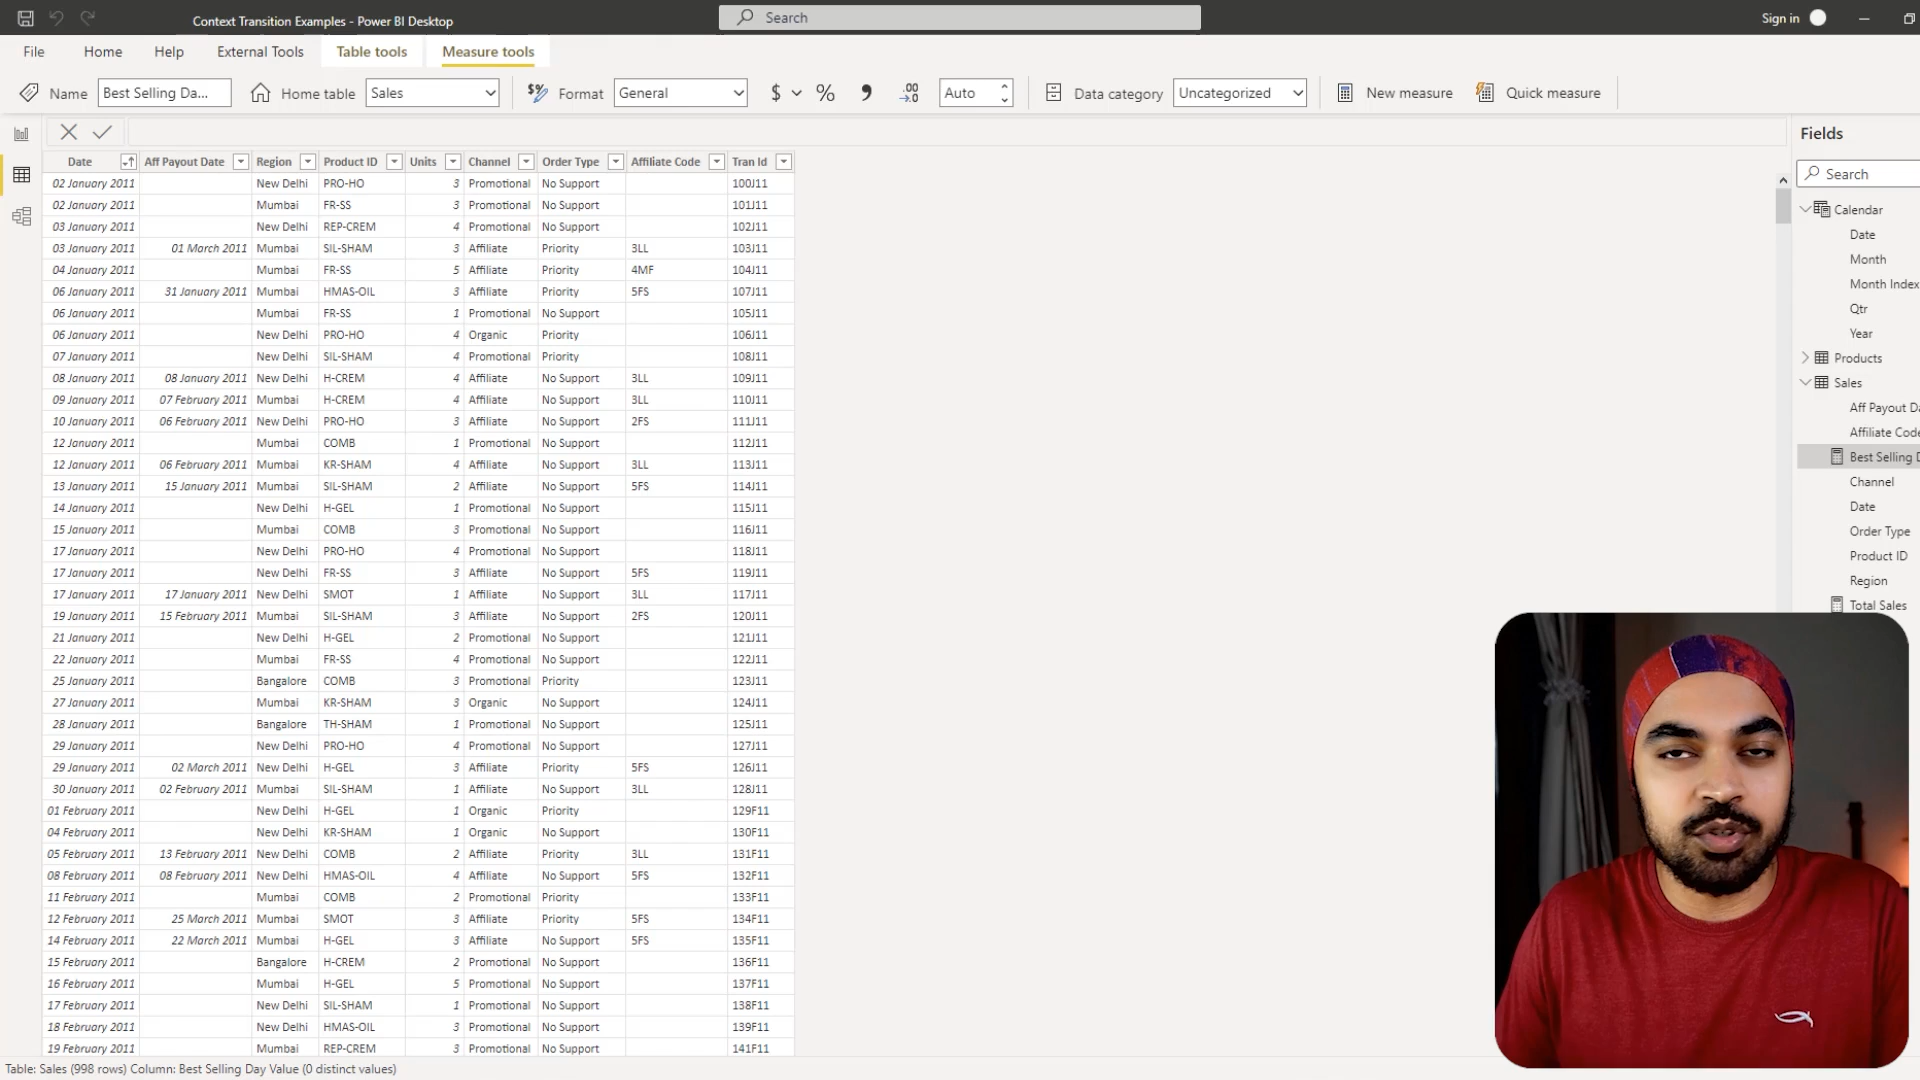 Context Transition Examples - Power BI Desktop
Search
Sign in
File Home Help External Tools Table tools Measure tools
Name Best Selling Da... Home table Sales Format General $ % , .00 Auto Data category Uncategorized New measure Quick measure
Fields
Date Aff Payout Date Region Product ID Units Channel Order Type Affiliate Code Tran Id
02 January 2011 New Delhi PRO-HO 3 Promotional No Support 100J11
02 January 2011 Mumbai FR-SS 3 Promotional No Support 101J11
03 January 2011 New Delhi REP-CREM 4 Promotional No Support 102J11
03 January 2011 01 March 2011 Mumbai SIL-SHAM 3 Affiliate Priority 3LL 103J11
04 January 2011 Mumbai FR-SS 5 Affiliate Priority 4MF 104J11
06 January 2011 31 January 2011 Mumbai HMAS-OIL 3 Affiliate Priority 5FS 107J11
06 January 2011 Mumbai FR-SS 1 Promotional No Support 105J11
06 January 2011 New Delhi PRO-HO 4 Organic Priority 106J11
07 January 2011 New Delhi SIL-SHAM 4 Promotional Priority 108J11
08 January 2011 08 January 2011 New Delhi H-CREM 4 Affiliate No Support 3LL 109J11
09 January 2011 07 February 2011 Mumbai H-CREM 4 Affiliate No Support 3LL 110J11
10 January 2011 06 February 2011 New Delhi PRO-HO 3 Affiliate No Support 2FS 111J11
12 January 2011 Mumbai COMB 1 Promotional No Support 112J11
12 January 2011 06 February 2011 Mumbai KR-SHAM 4 Affiliate No Support 3LL 113J11
13 January 2011 15 January 2011 Mumbai SIL-SHAM 2 Affiliate No Support 5FS 114J11
14 January 2011 New Delhi H-GEL 1 Promotional No Support 115J11
15 January 2011 Mumbai COMB 3 Promotional No Support 116J11
17 January 2011 New Delhi PRO-HO 4 Promotional No Support 118J11
17 January 2011 New Delhi FR-SS 3 Affiliate No Support 5FS 119J11
17 January 2011 17 January 2011 New Delhi SMOT 1 Affiliate No Support 3LL 117J11
19 January 2011 15 February 2011 Mumbai SIL-SHAM 3 Affiliate No Support 2FS 120J11
21 January 2011 New Delhi H-GEL 2 Promotional No Support 121J11
22 January 2011 Mumbai FR-SS 4 Promotional No Support 122J11
25 January 2011 Bangalore COMB 3 Promotional Priority 123J11
27 January 2011 Mumbai KR-SHAM 3 Organic No Support 124J11
28 January 2011 Bangalore TH-SHAM 1 Promotional No Support 125J11
29 January 2011 New Delhi PRO-HO 4 Promotional No Support 127J11
29 January 2011 02 March 2011 New Delhi H-GEL 3 Affiliate Priority 5FS 126J11
30 January 2011 02 February 2011 Mumbai SIL-SHAM 1 Affiliate No Support 3LL 128J11
01 February 2011 New Delhi H-GEL 1 Organic Priority 129F11
04 February 2011 New Delhi KR-SHAM 1 Organic No Support 130F11
05 February 2011 13 February 2011 New Delhi COMB 2 Affiliate Priority 3LL 131F11
08 February 2011 08 February 2011 New Delhi HMAS-OIL 4 Affiliate No Support 5FS 132F11
11 February 2011 Mumbai COMB 2 Promotional Priority 133F11
12 February 2011 25 March 2011 Mumbai SMOT 3 Affiliate Priority 5FS 134F11
14 February 2011 22 March 2011 Mumbai H-GEL 3 Affiliate No Support 5FS 135F11
15 February 2011 Bangalore H-CREM 2 Promotional No Support 136F11
16 February 2011 Mumbai H-GEL 5 Promotional No Support 137F11
17 February 2011 New Delhi SIL-SHAM 1 Promotional No Support 138F11
18 February 2011 New Delhi HMAS-OIL 3 Promotional No Support 139F11
19 February 2011 Mumbai REP-CREM 3 Promotional No Support 141F11
Search
Calendar
Date
Month
Month Index
Qtr
Year
Products
Sales
Aff Payout Da
Affiliate Code
Best Selling D
Channel
Date
Order Type
Product ID
Region
Total Sales
Table: Sales (998 rows) Column: Best Selling Day Value (0 distinct values)